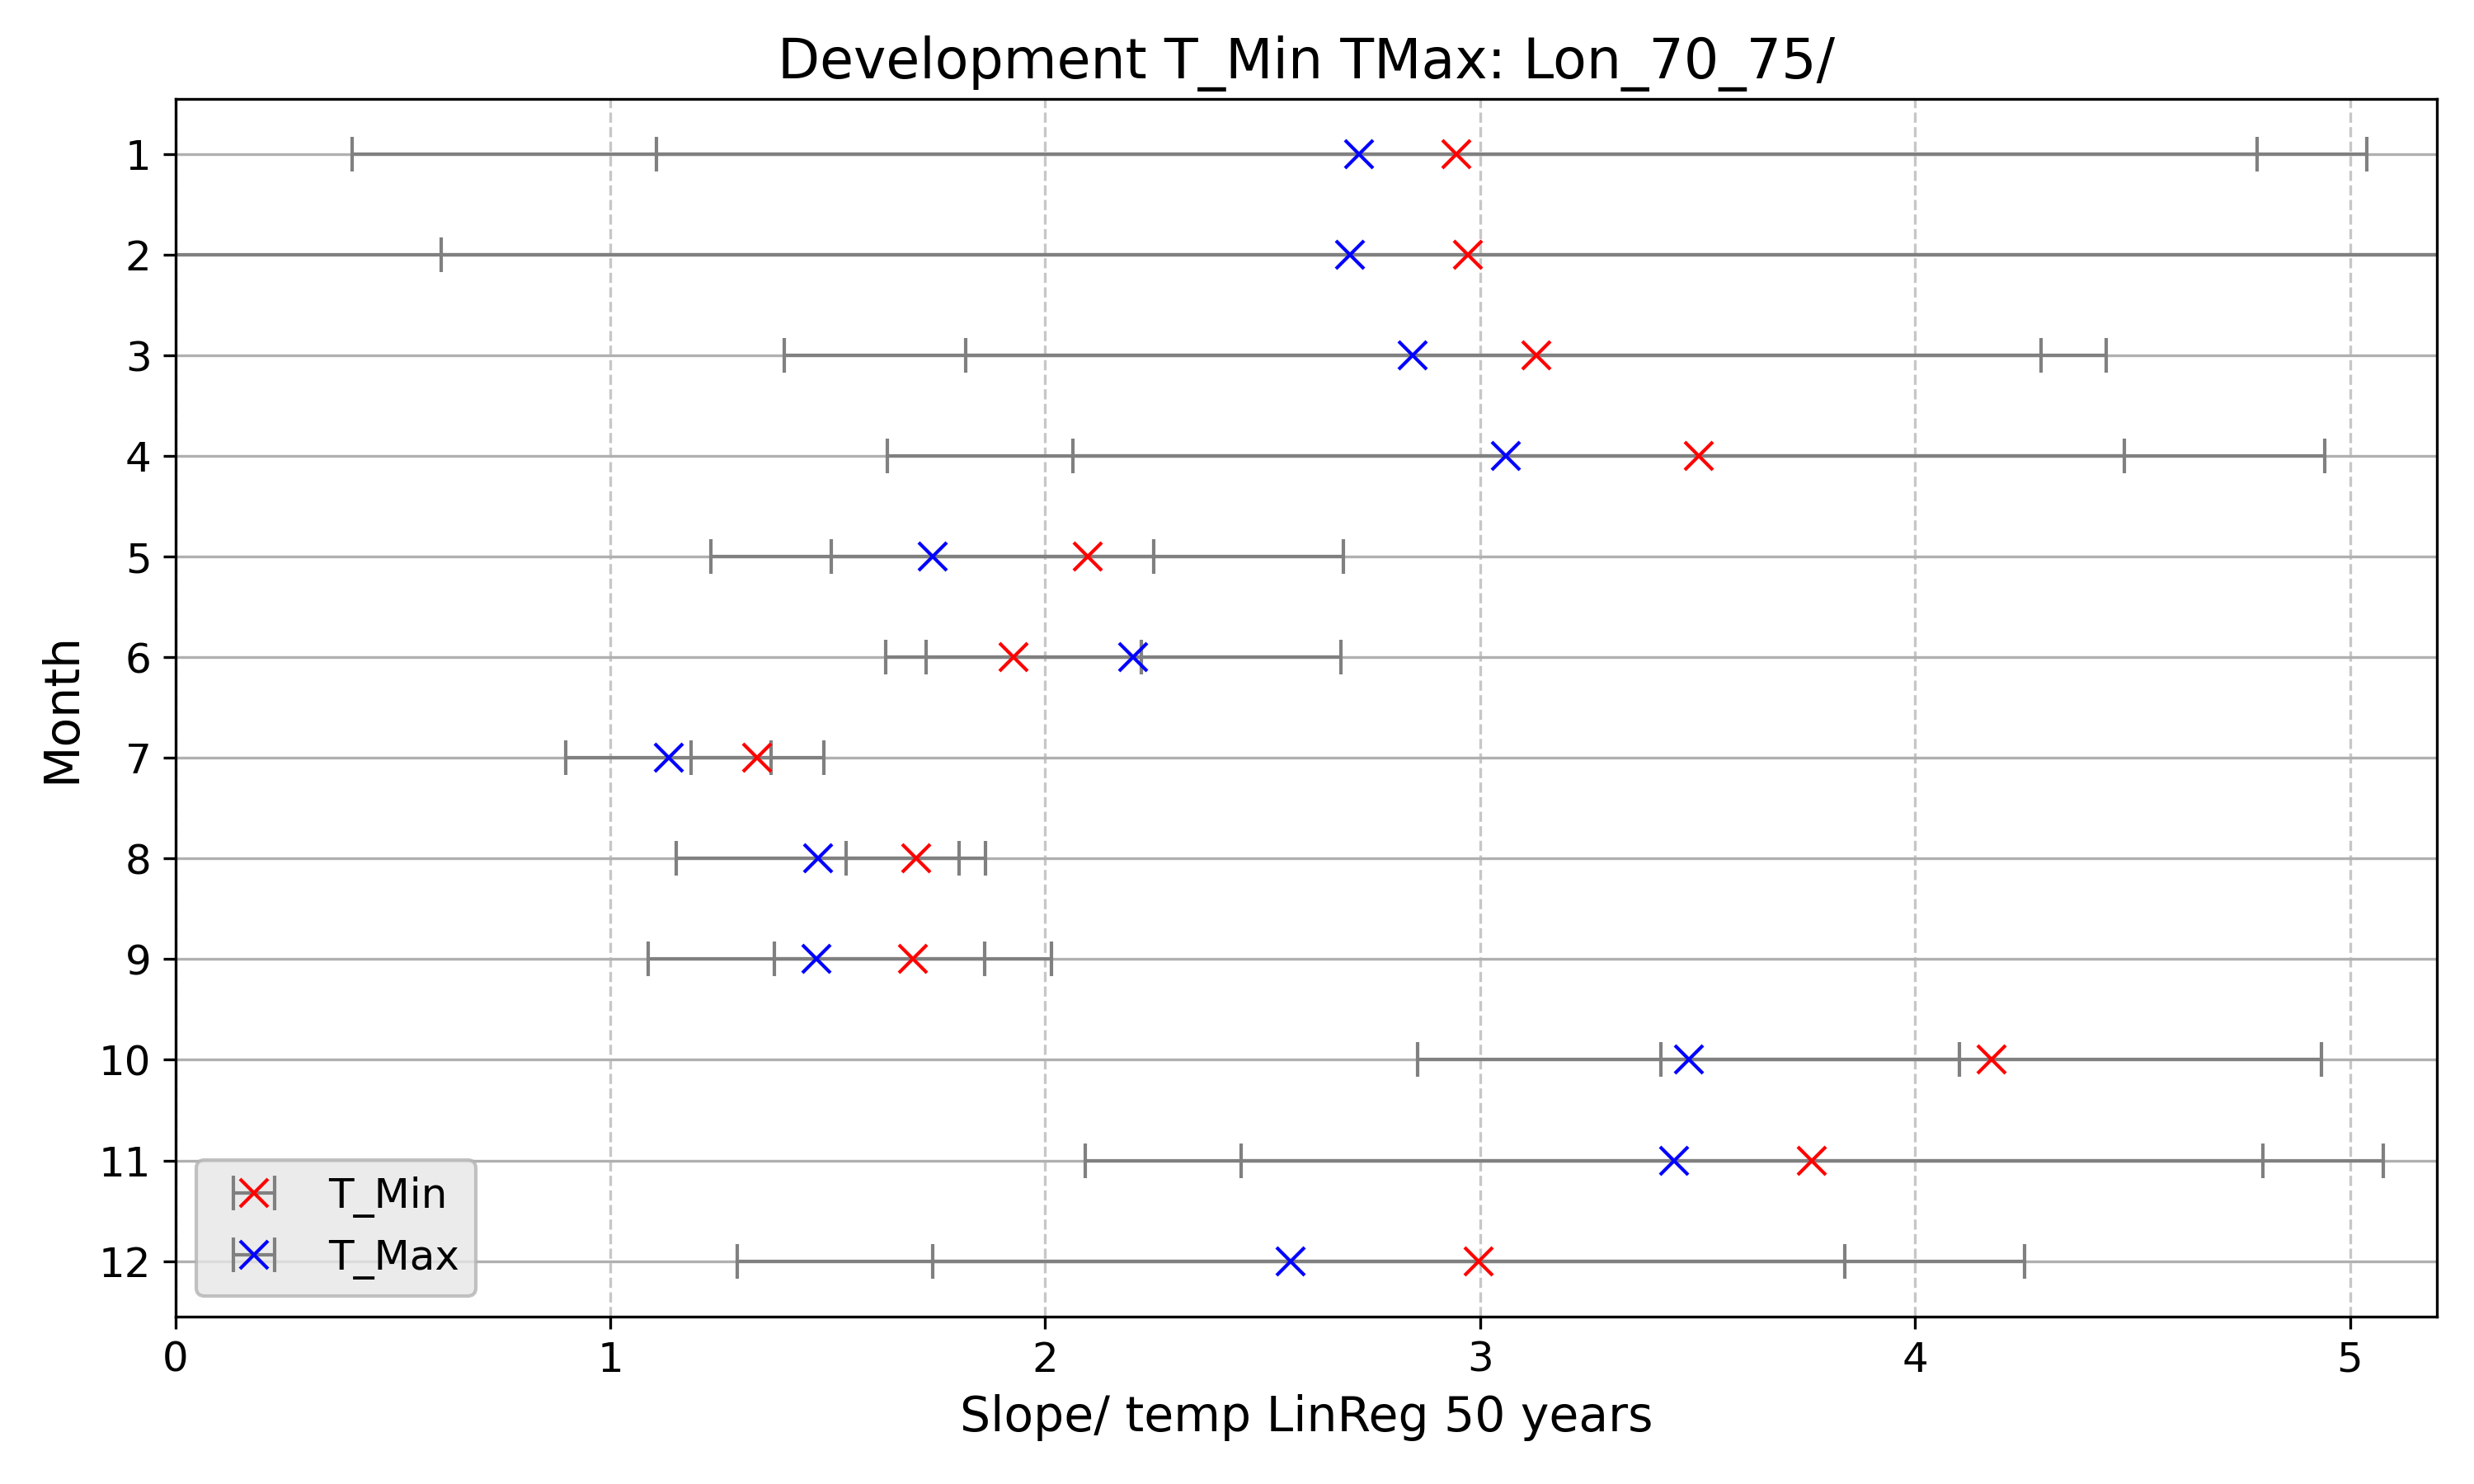 Development T_Min TMax: Lon_70_75/
Month
1
2
3
4
5
6
7
8
9
10
11
12
T_Min
T_Max
0 1 2 3 4 5
Slope/ temp LinReg 50 years